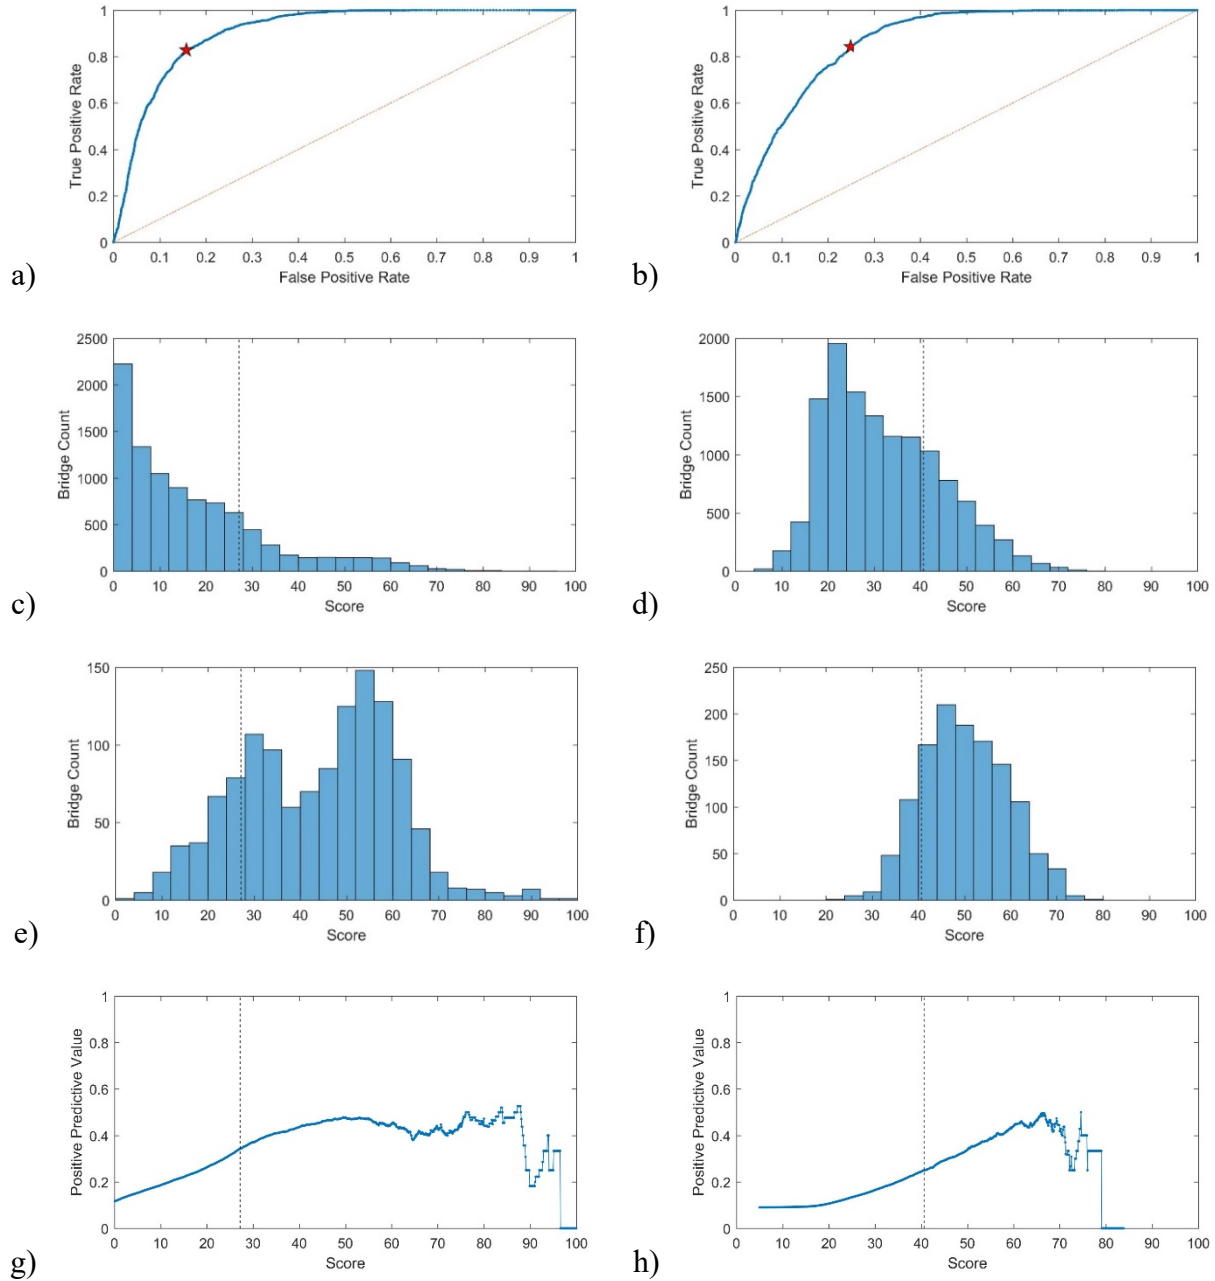 1
0.8
0.6
0.4
0.2
0
True Positive Rate
0 0.1 0.2 0.3 0.4 0.5 0.6 0.7 0.8 0.9 1
False Positive Rate
a)
1
0.8
0.6
0.4
0.2
0
True Positive Rate
0 0.1 0.2 0.3 0.4 0.5 0.6 0.7 0.8 0.9 1
False Positive Rate
b)
2500
2000
1500
1000
500
0
Bridge Count
0 10 20 30 40 50 60 70 80 90 100
Score
c)
2000
1500
1000
500
0
Bridge Count
0 10 20 30 40 50 60 70 80 90 100
Score
d)
150
100
50
0
Bridge Count
0 10 20 30 40 50 60 70 80 90 100
Score
e)
250
200
150
100
50
0
Bridge Count
0 10 20 30 40 50 60 70 80 90 100
Score
f)
1
0.8
0.6
0.4
0.2
0
Positive Predictive Value
0 10 20 30 40 50 60 70 80 90 100
Score
g)
1
0.8
0.6
0.4
0.2
0
Positive Predictive Value
0 10 20 30 40 50 60 70 80 90 100
Score
h)